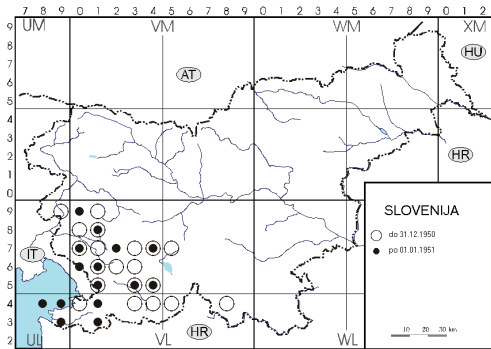 7 8 9 0 1 2 3 4 5 6 7 8 9 0 1 2 3 4 5 6 7 8 9 0 1 2
9 UM VM WM XM
8 HU
7 AT
6
5
4
3 HR
2
1
0
9 SLOVENIJA
8 do 31.12.1950
7 po 01.01.1951
6 IT
5
4
3 10 20 30 km
2 UL VL HR WL